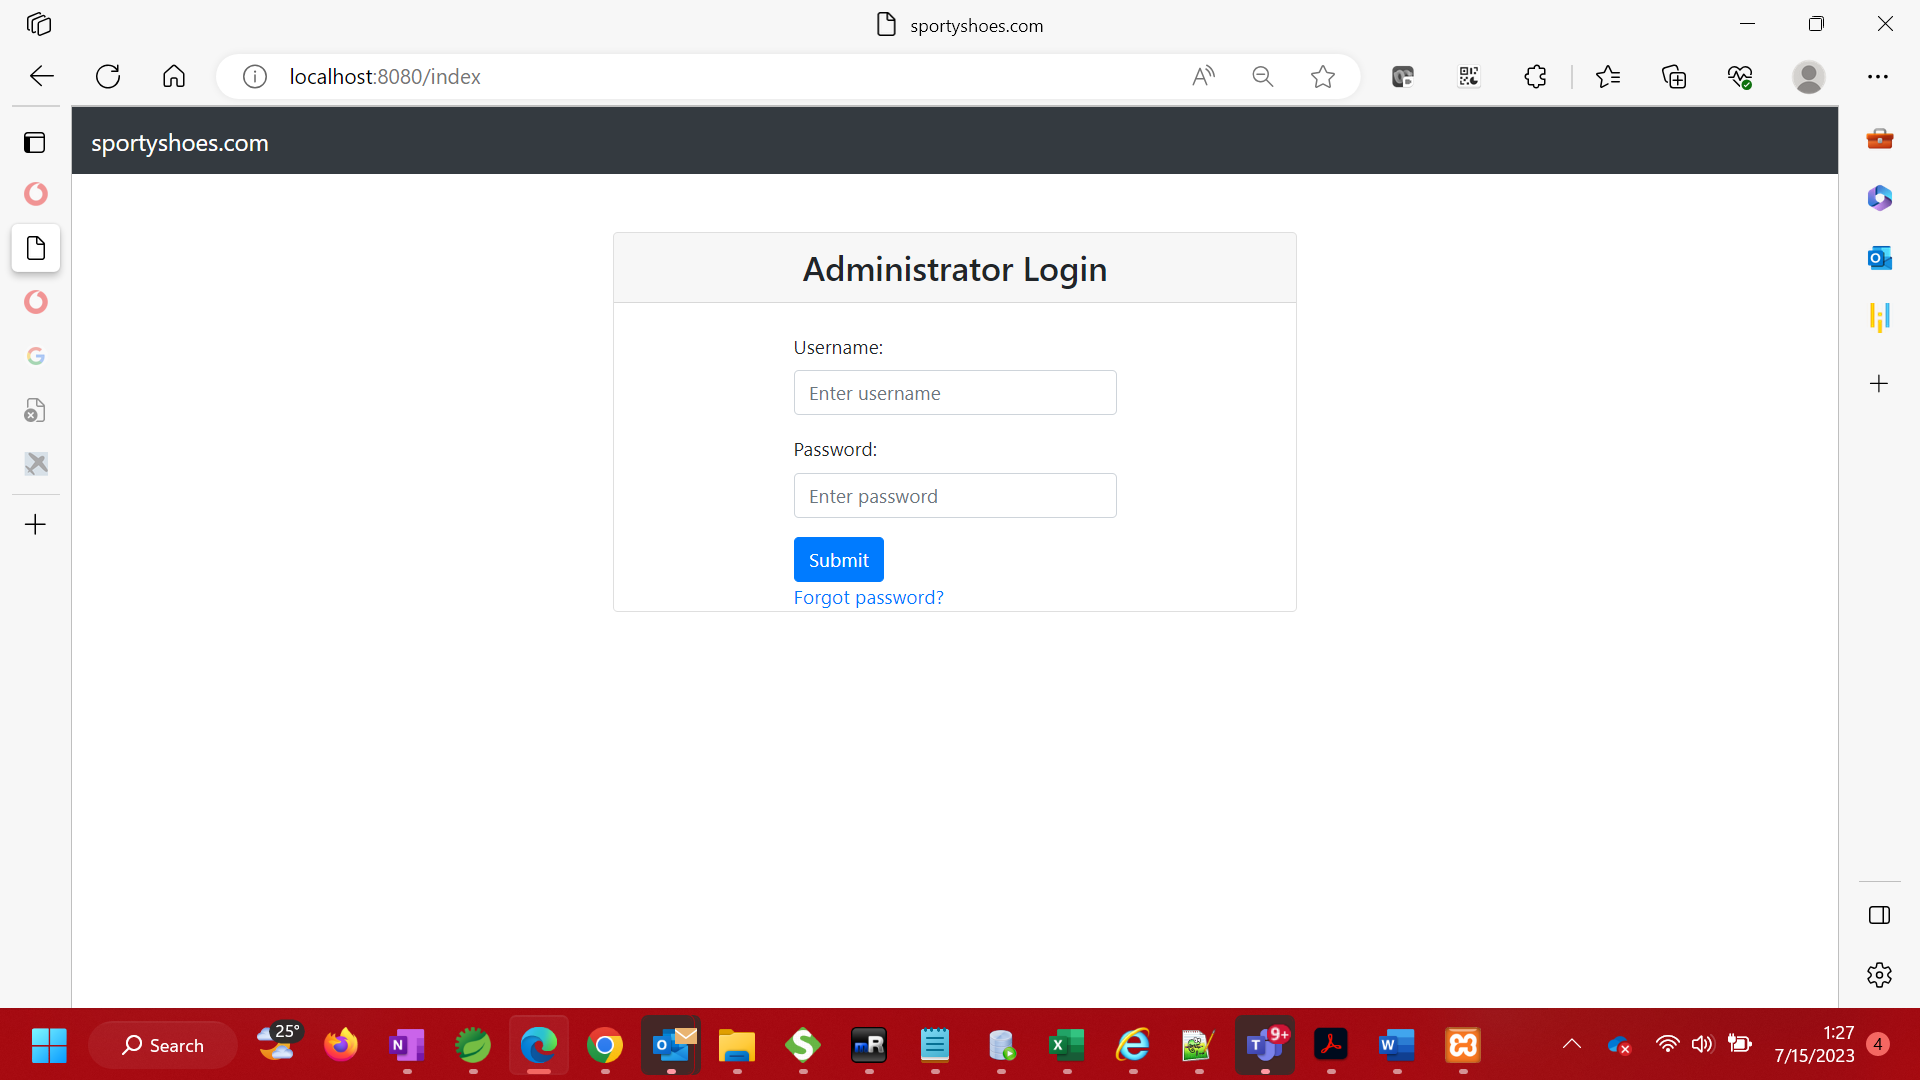 sportyshoes.com
localhost:8080/index
sportyshoes.com
Administrator Login
Username:
Enter username
Password:
Enter password
Submit
Forgot password?
25°
Search
N
O
mR
X
T
9+
W
1:27
7/15/2023
4